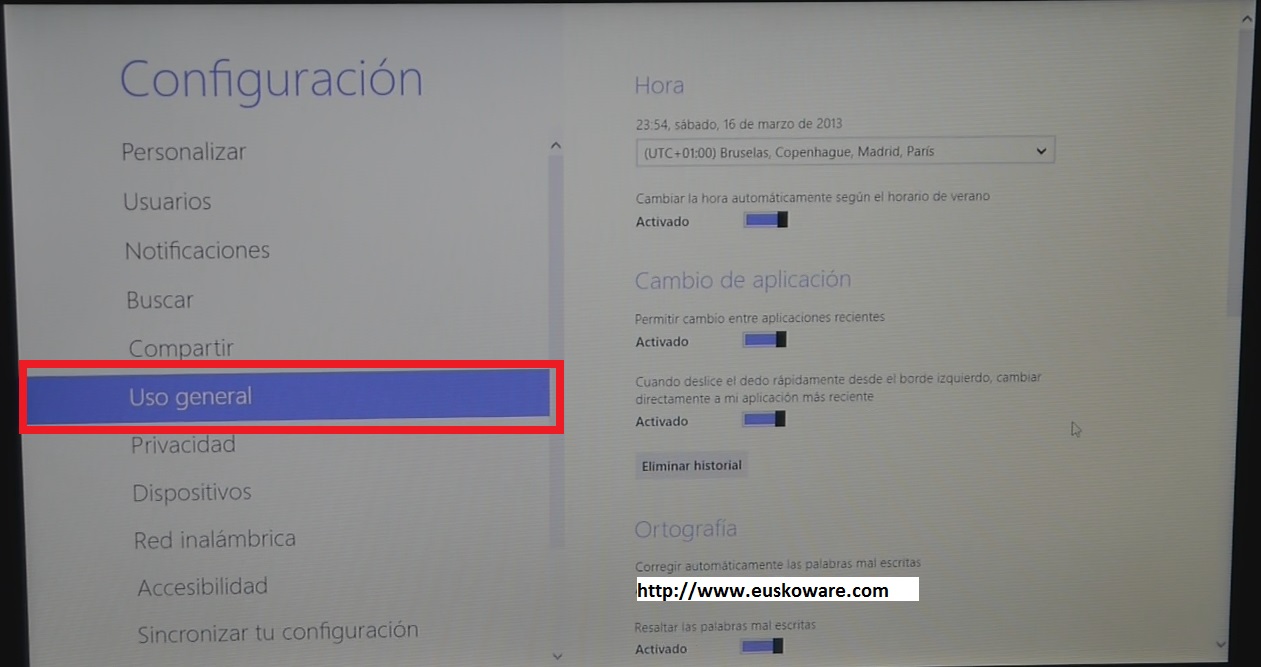 Configuración
Personalizar
Usuarios
Notificaciones
Buscar
Compartir
Uso general
Privacidad
Dispositivos
Red inalámbrica
Accesibilidad
Sincronizar tu configuración
Hora
23:54, sábado, 16 de marzo de 2013
(UTC+01:00) Bruselas, Copenhague, Madrid, París
Cambiar la hora automáticamente según el horario de verano
Activado
Cambio de aplicación
Permitir cambio entre aplicaciones recientes
Activado
Cuando deslice el dedo rápidamente desde el borde izquierdo, cambiar
directamente a mi aplicación más reciente
Activado
Eliminar historial
Ortografía
Corregir automáticamente las palabras mal escritas
http://www.euskoware.com
Resaltar las palabras mal escritas
Activado